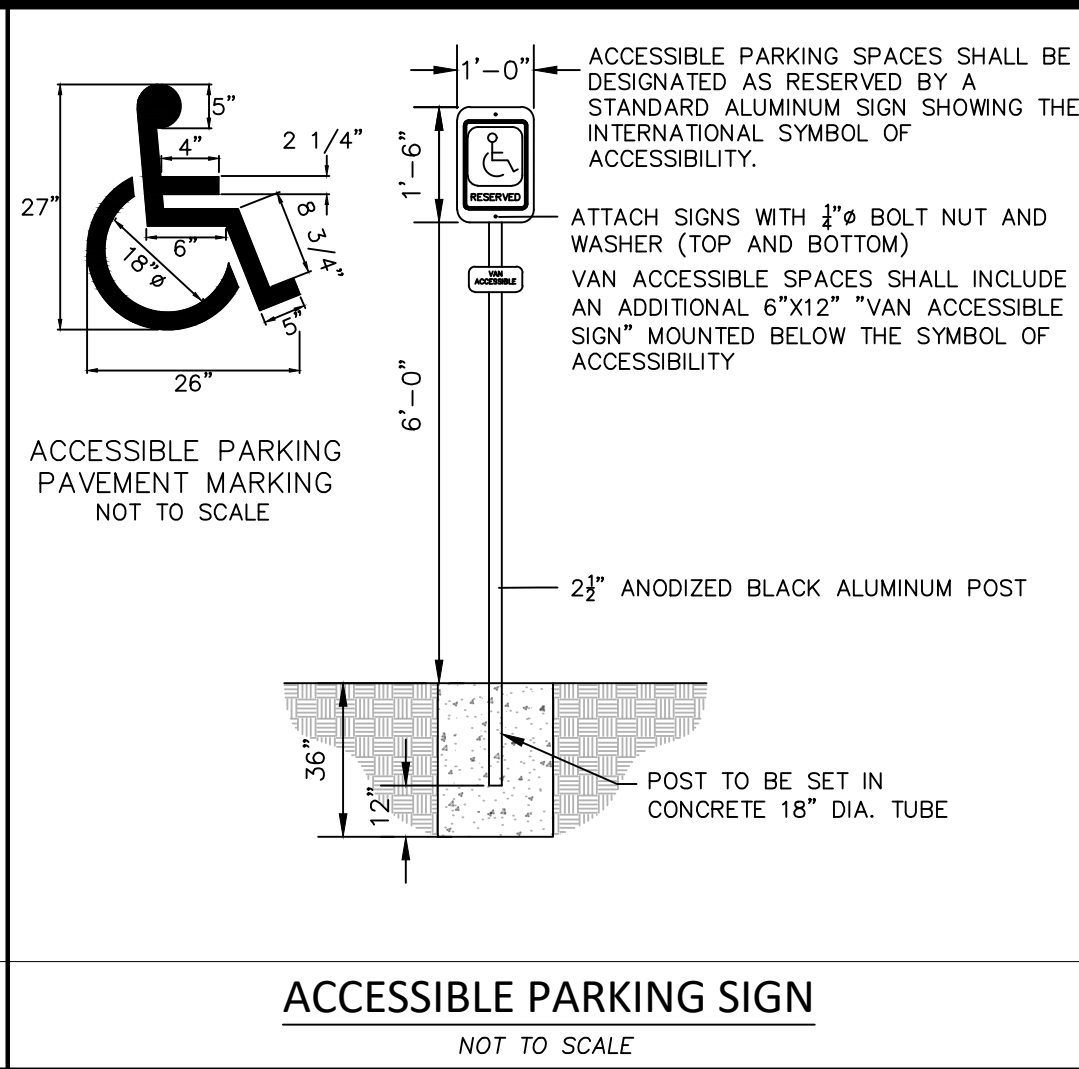 27"
5"
4"
2 1/4"
6"
8 3/4"
18"ø
5"
26"
ACCESSIBLE PARKING
PAVEMENT MARKING
NOT TO SCALE
1'-0"
1'-6"
6'-0"
RESERVED
VAN
ACCESSIBLE
ACCESSIBLE PARKING SPACES SHALL BE
DESIGNATED AS RESERVED BY A
STANDARD ALUMINUM SIGN SHOWING THE
INTERNATIONAL SYMBOL OF
ACCESSIBILITY.
ATTACH SIGNS WITH 1/4"ø BOLT NUT AND
WASHER (TOP AND BOTTOM)
VAN ACCESSIBLE SPACES SHALL INCLUDE
AN ADDITIONAL 6"X12" "VAN ACCESSIBLE
SIGN" MOUNTED BELOW THE SYMBOL OF
ACCESSIBILITY
2 1/2" ANODIZED BLACK ALUMINUM POST
36"
12"
POST TO BE SET IN
CONCRETE 18" DIA. TUBE
ACCESSIBLE PARKING SIGN
NOT TO SCALE